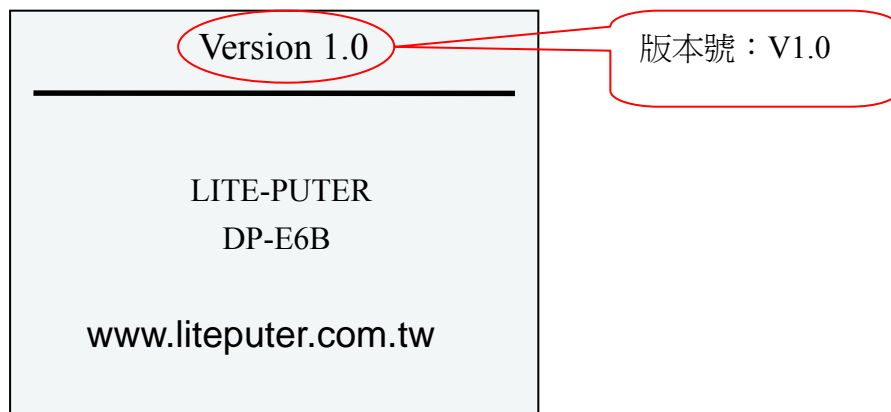 Version 1.0
版本號：V1.0
LITE-PUTER
DP-E6B
www.liteputer.com.tw